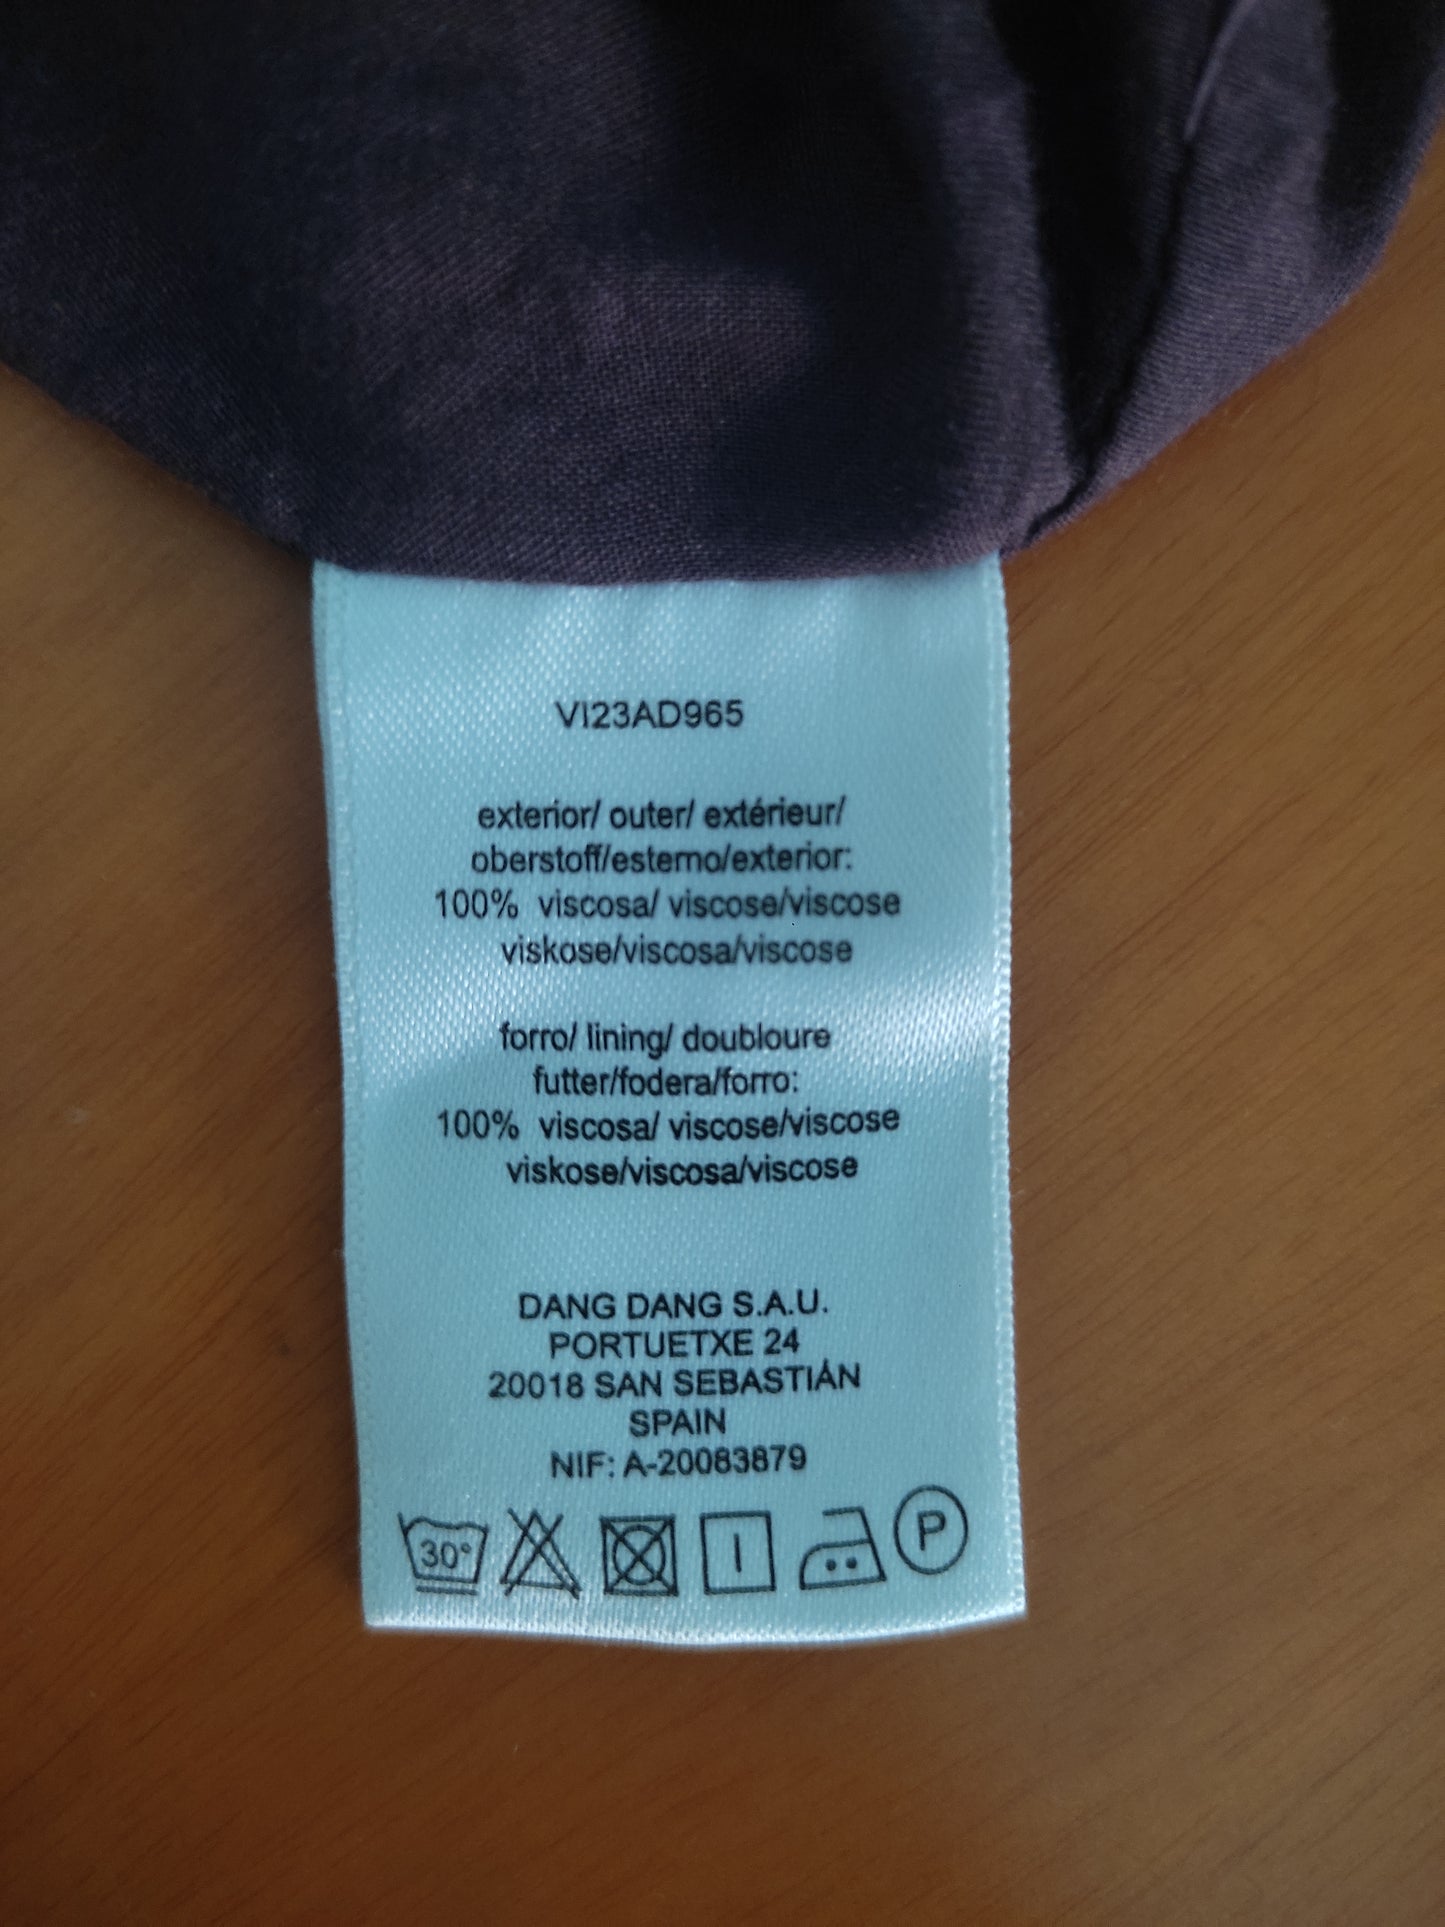 VI23AD965
exterior/ outer/ extérieur/
oberstoff/esterno/exterior:
100% viscosa/ viscose/viscose
viskose/viscosa/viscose
forro/ lining/ doubloure
futter/fodera/forro:
100% viscosa/ viscose/viscose
viskose/viscosa/viscose
DANG DANG S.A.U.
PORTUETXE 24
20018 SAN SEBASTIÁN
SPAIN
NIF: A-20083879
30° P